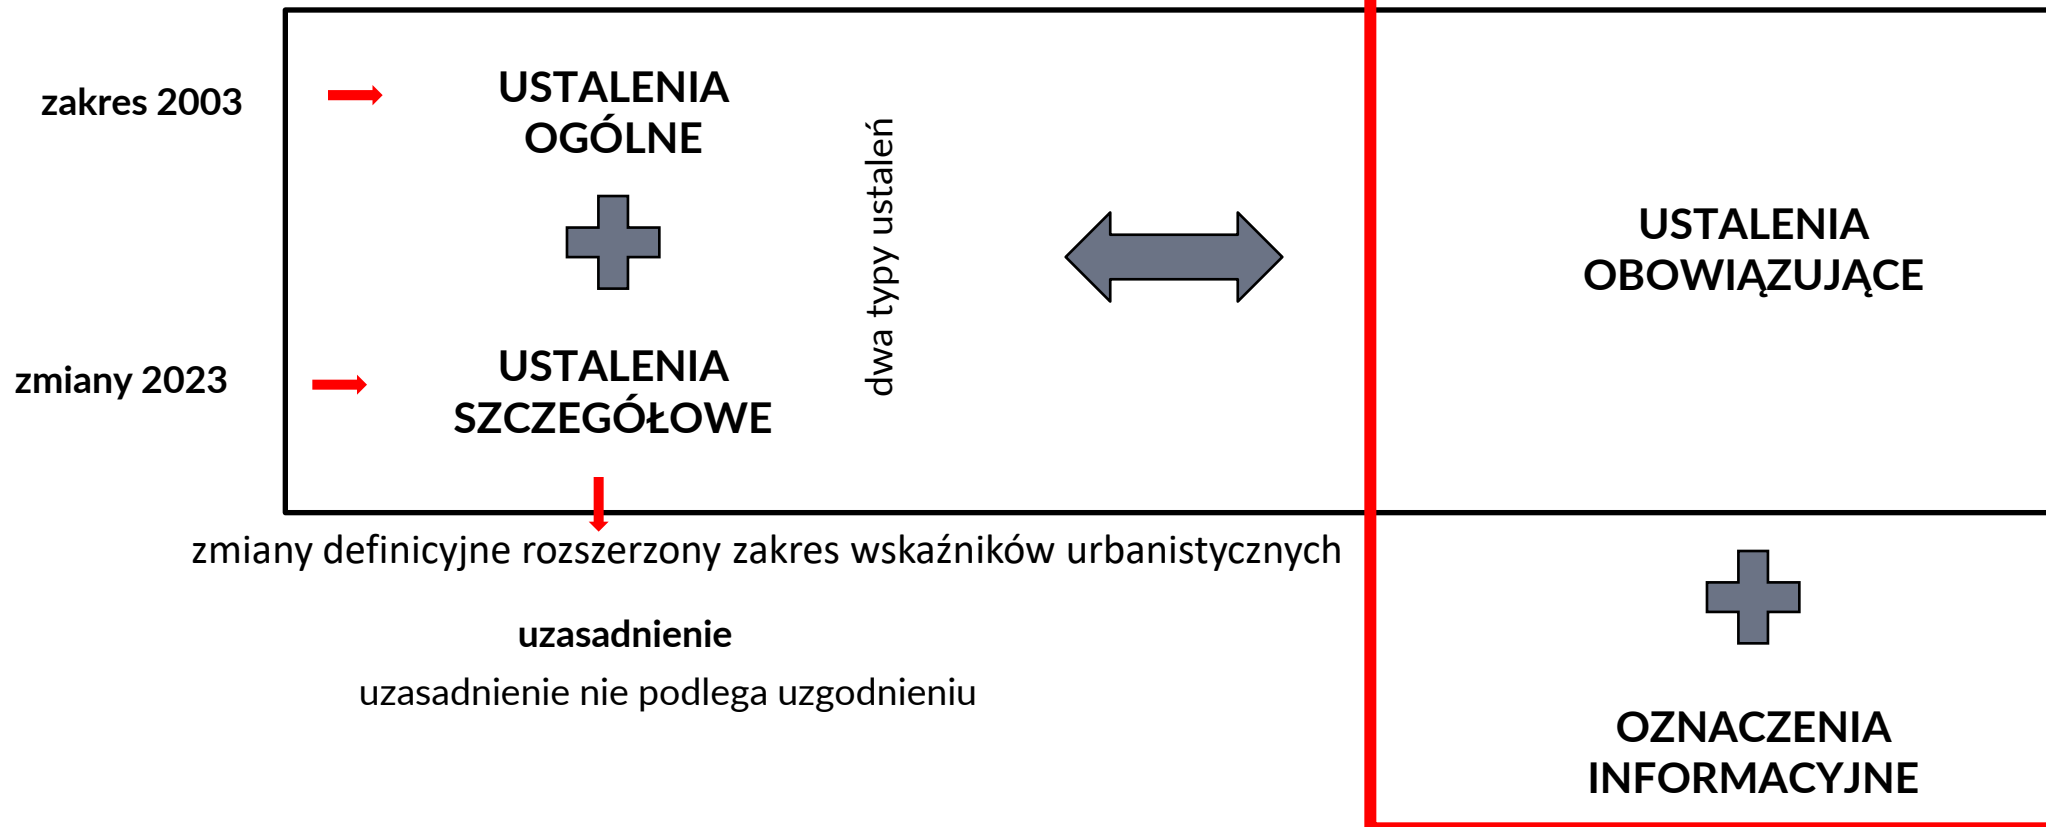 zakres 2003
USTALENIA
OGÓLNE
dwa typy ustaleń
zmiany 2023
USTALENIA
SZCZEGÓŁOWE
USTALENIA
OBOWIĄZUJĄCE
zmiany definicyjne rozszerzony zakres wskaźników urbanistycznych
uzasadnienie
uzasadnienie nie podlega uzgodnieniu
OZNACZENIA
INFORMACYJNE